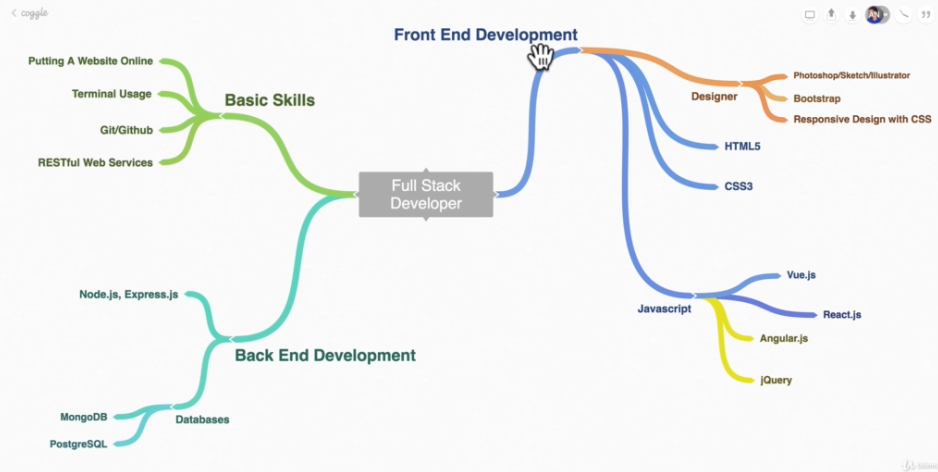 coggle
AN
Front End Development
Putting A Website Online
Terminal Usage
Git/Github
RESTful Web Services
Basic Skills
Designer
Photoshop/Sketch/Illustrator
Bootstrap
Responsive Design with CSS
HTML5
CSS3
Full Stack
Developer
Node.js, Express.js
Back End Development
Databases
MongoDB
PostgreSQL
Javascript
Vue.js
React.js
Angular.js
jQuery